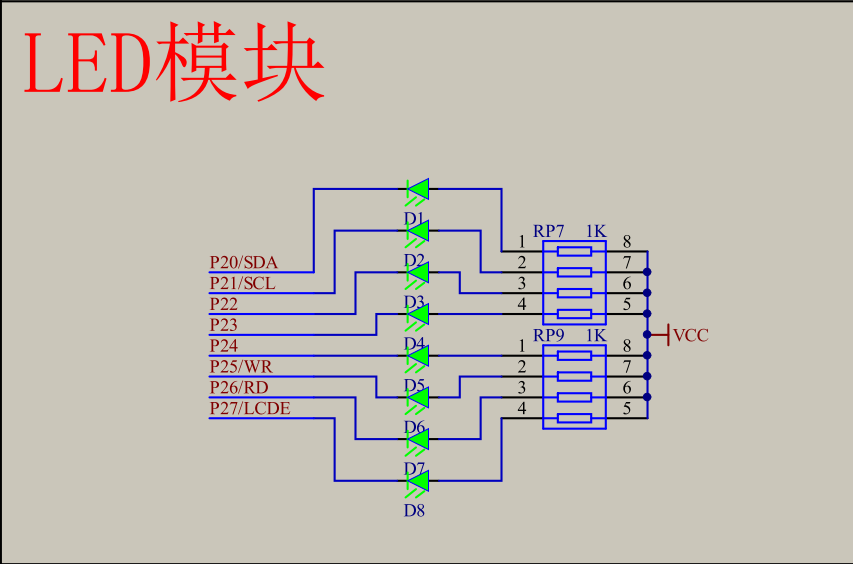 LED模块
D1
RP7 1K
1 8
P20/SDA
D2
2 7
P21/SCL
3 6
P22
D3
4 5
P23
RP9 1K
VCC
P24
D4
1 8
P25/WR
2 7
P26/RD
D5
3 6
P27/LCDE
4 5
D6
D7
D8